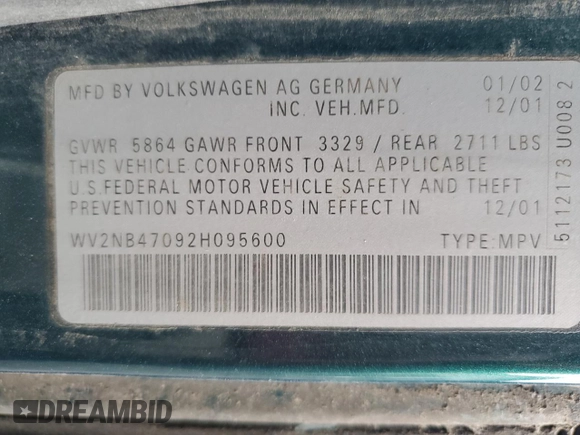 MFD BY VOLKSWAGEN AG GERMANY 01/02
INC. VEH.MFD. 12/01
GVWR 5864 GAWR FRONT 3329 / REAR 2711 LBS
THIS VEHICLE CONFORMS TO ALL APPLICABLE
U.S.FEDERAL MOTOR VEHICLE SAFETY AND THEFT
PREVENTION STANDARDS IN EFFECT IN 12/01
WV2NB47092H095600 TYPE:MPV
5112173 U008 2
DREAMBID